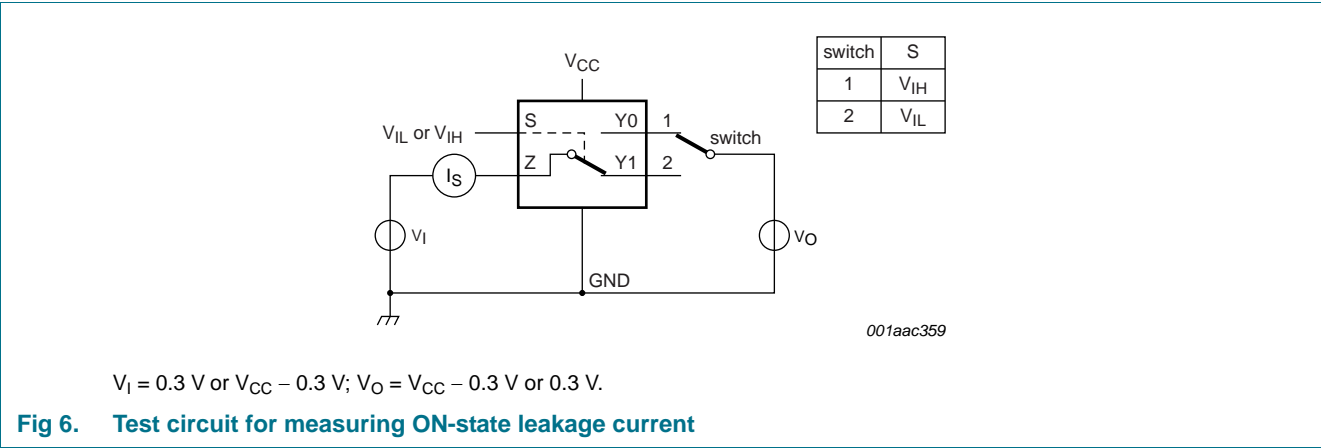 switch S
1 VIH
2 VIL
VCC
S Y0 1
VIL or VIH
switch
Z Y1 2
IS
VI
VO
GND
001aac359
VI = 0.3 V or VCC − 0.3 V; VO = VCC − 0.3 V or 0.3 V.
Fig 6. Test circuit for measuring ON-state leakage current